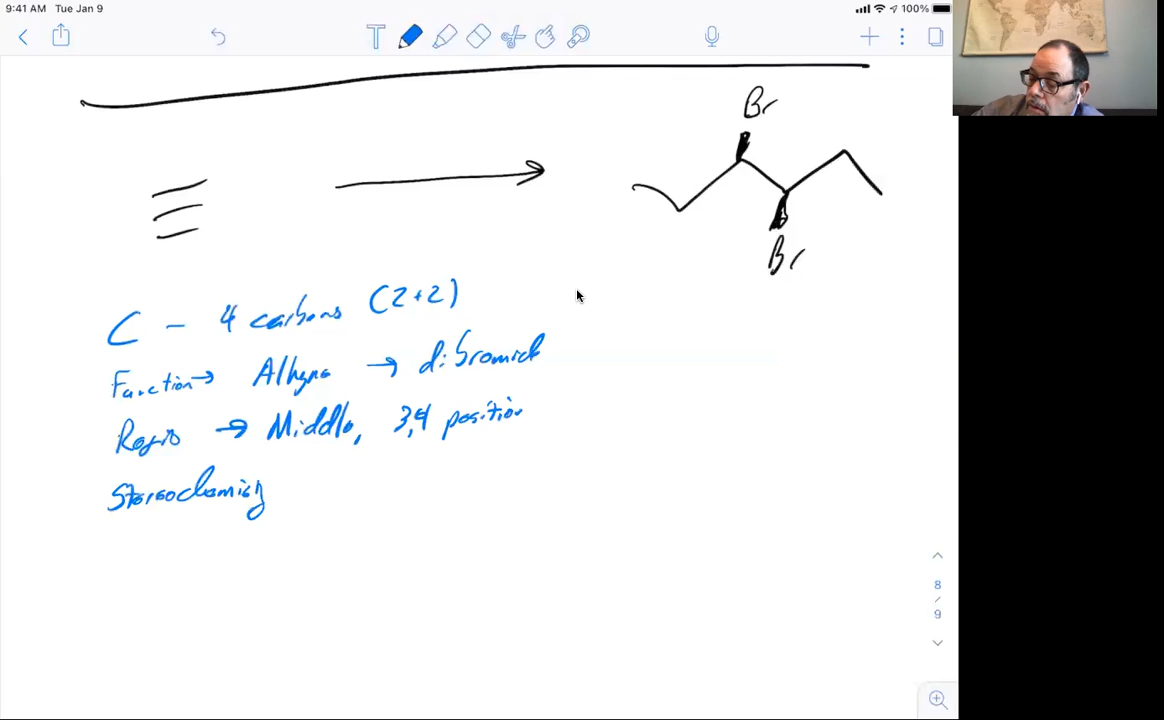 9:41 AM Tue Jan 9
100%
T
Br
Br
C - 4 carbons (2+2)
Function → Alkyne → dibromide
Regio → Middle, 3,4 position
Stereochemistry
8
/
9